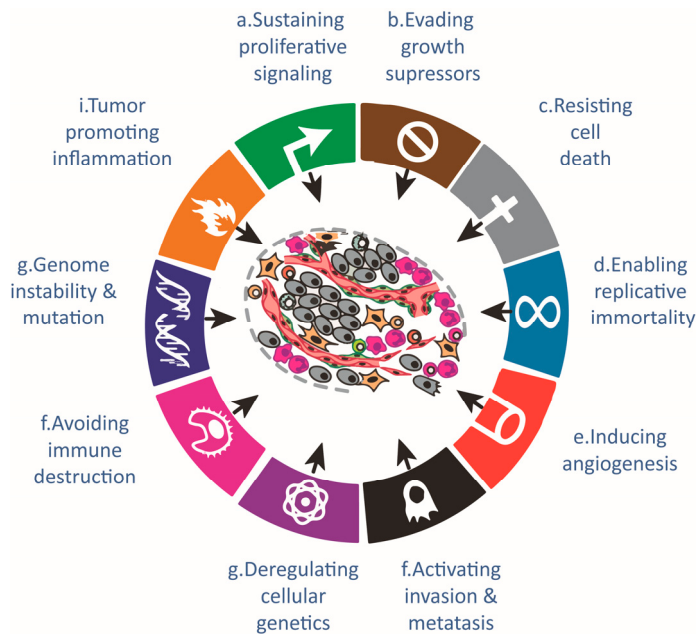 a.Sustaining
proliferative
signaling
b.Evading
growth
supressors
c.Resisting
cell
death
d.Enabling
replicative
immortality
e.Inducing
angiogenesis
f.Activating
invasion &
metatasis
g.Deregulating
cellular
genetics
f.Avoiding
immune
destruction
g.Genome
instability &
mutation
i.Tumor
promoting
inflammation